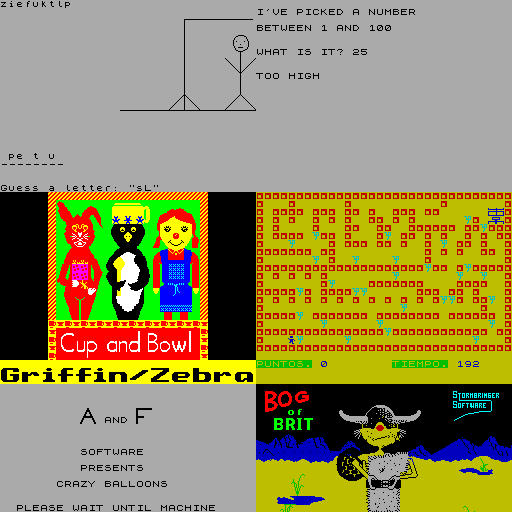 ziefuktlp
I'VE PICKED A NUMBER
BETWEEN 1 AND 100
WHAT IS IT? 25
TOO HIGH
pe t u
Guess a letter: "sL"
Cup and Bowl
Griffin/Zebra
PUNTOS. 0 TIEMPO. 192
A AND F
SOFTWARE
PRESENTS
CRAZY BALLOONS
PLEASE WAIT UNTIL MACHINE
BOG
of
BRIT
STORMBRINGER
SOFTWARE